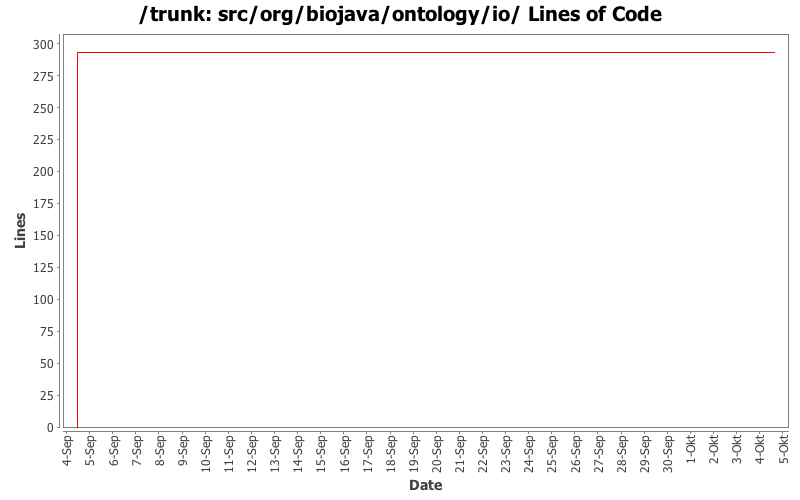 /trunk: src/org/biojava/ontology/io/ Lines of Code
300
275
250
225
200
175
150
125
100
75
50
25
0
Lines
4-Sep
5-Sep
6-Sep
7-Sep
8-Sep
9-Sep
10-Sep
11-Sep
12-Sep
13-Sep
14-Sep
15-Sep
16-Sep
17-Sep
18-Sep
19-Sep
20-Sep
21-Sep
22-Sep
23-Sep
24-Sep
25-Sep
26-Sep
27-Sep
28-Sep
29-Sep
30-Sep
1-Okt
2-Okt
3-Okt
4-Okt
5-Okt
Date